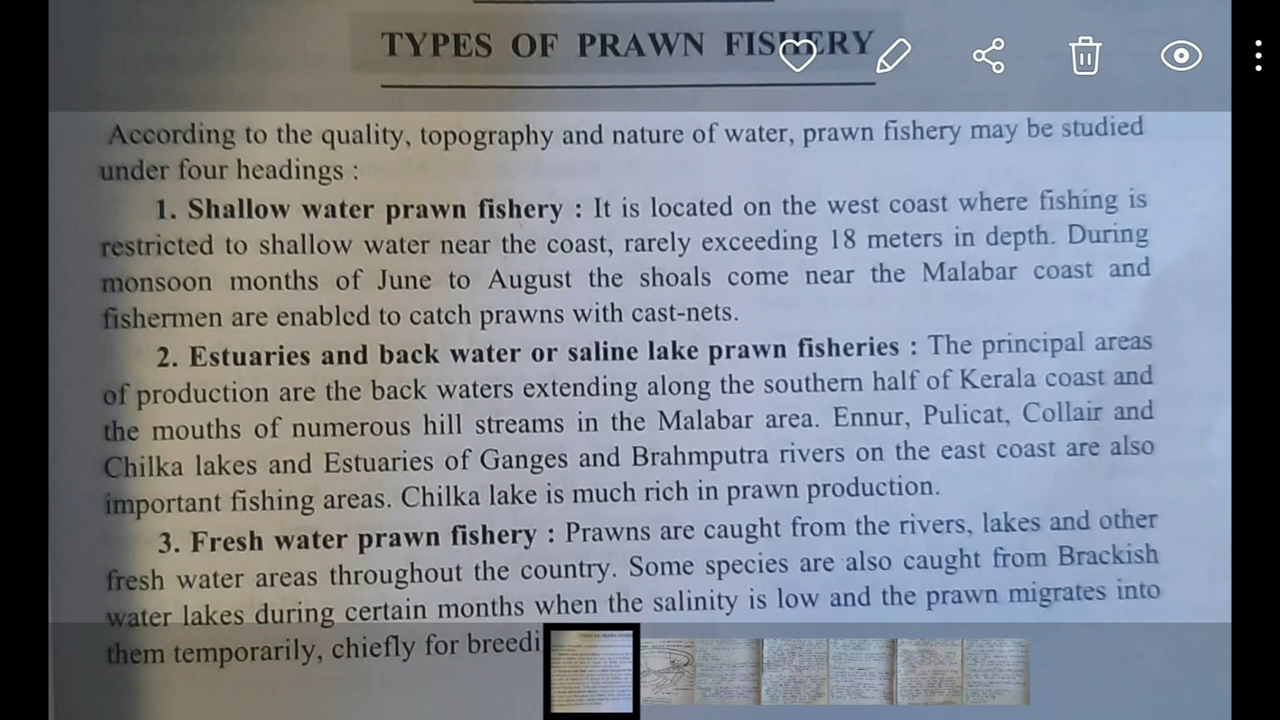 TYPES OF PRAWN FISHERY
According to the quality, topography and nature of water, prawn fishery may be studied
under four headings :
1. Shallow water prawn fishery : It is located on the west coast where fishing is
restricted to shallow water near the coast, rarely exceeding 18 meters in depth. During
monsoon months of June to August the shoals come near the Malabar coast and
fishermen are enabled to catch prawns with cast-nets.
2. Estuaries and back water or saline lake prawn fisheries : The principal areas
of production are the back waters extending along the southern half of Kerala coast and
the mouths of numerous hill streams in the Malabar area. Ennur, Pulicat, Collair and
Chilka lakes and Estuaries of Ganges and Brahmputra rivers on the east coast are also
important fishing areas. Chilka lake is much rich in prawn production.
3. Fresh water prawn fishery : Prawns are caught from the rivers, lakes and other
fresh water areas throughout the country. Some species are also caught from Brackish
water lakes during certain months when the salinity is low and the prawn migrates into
them temporarily, chiefly for breedi